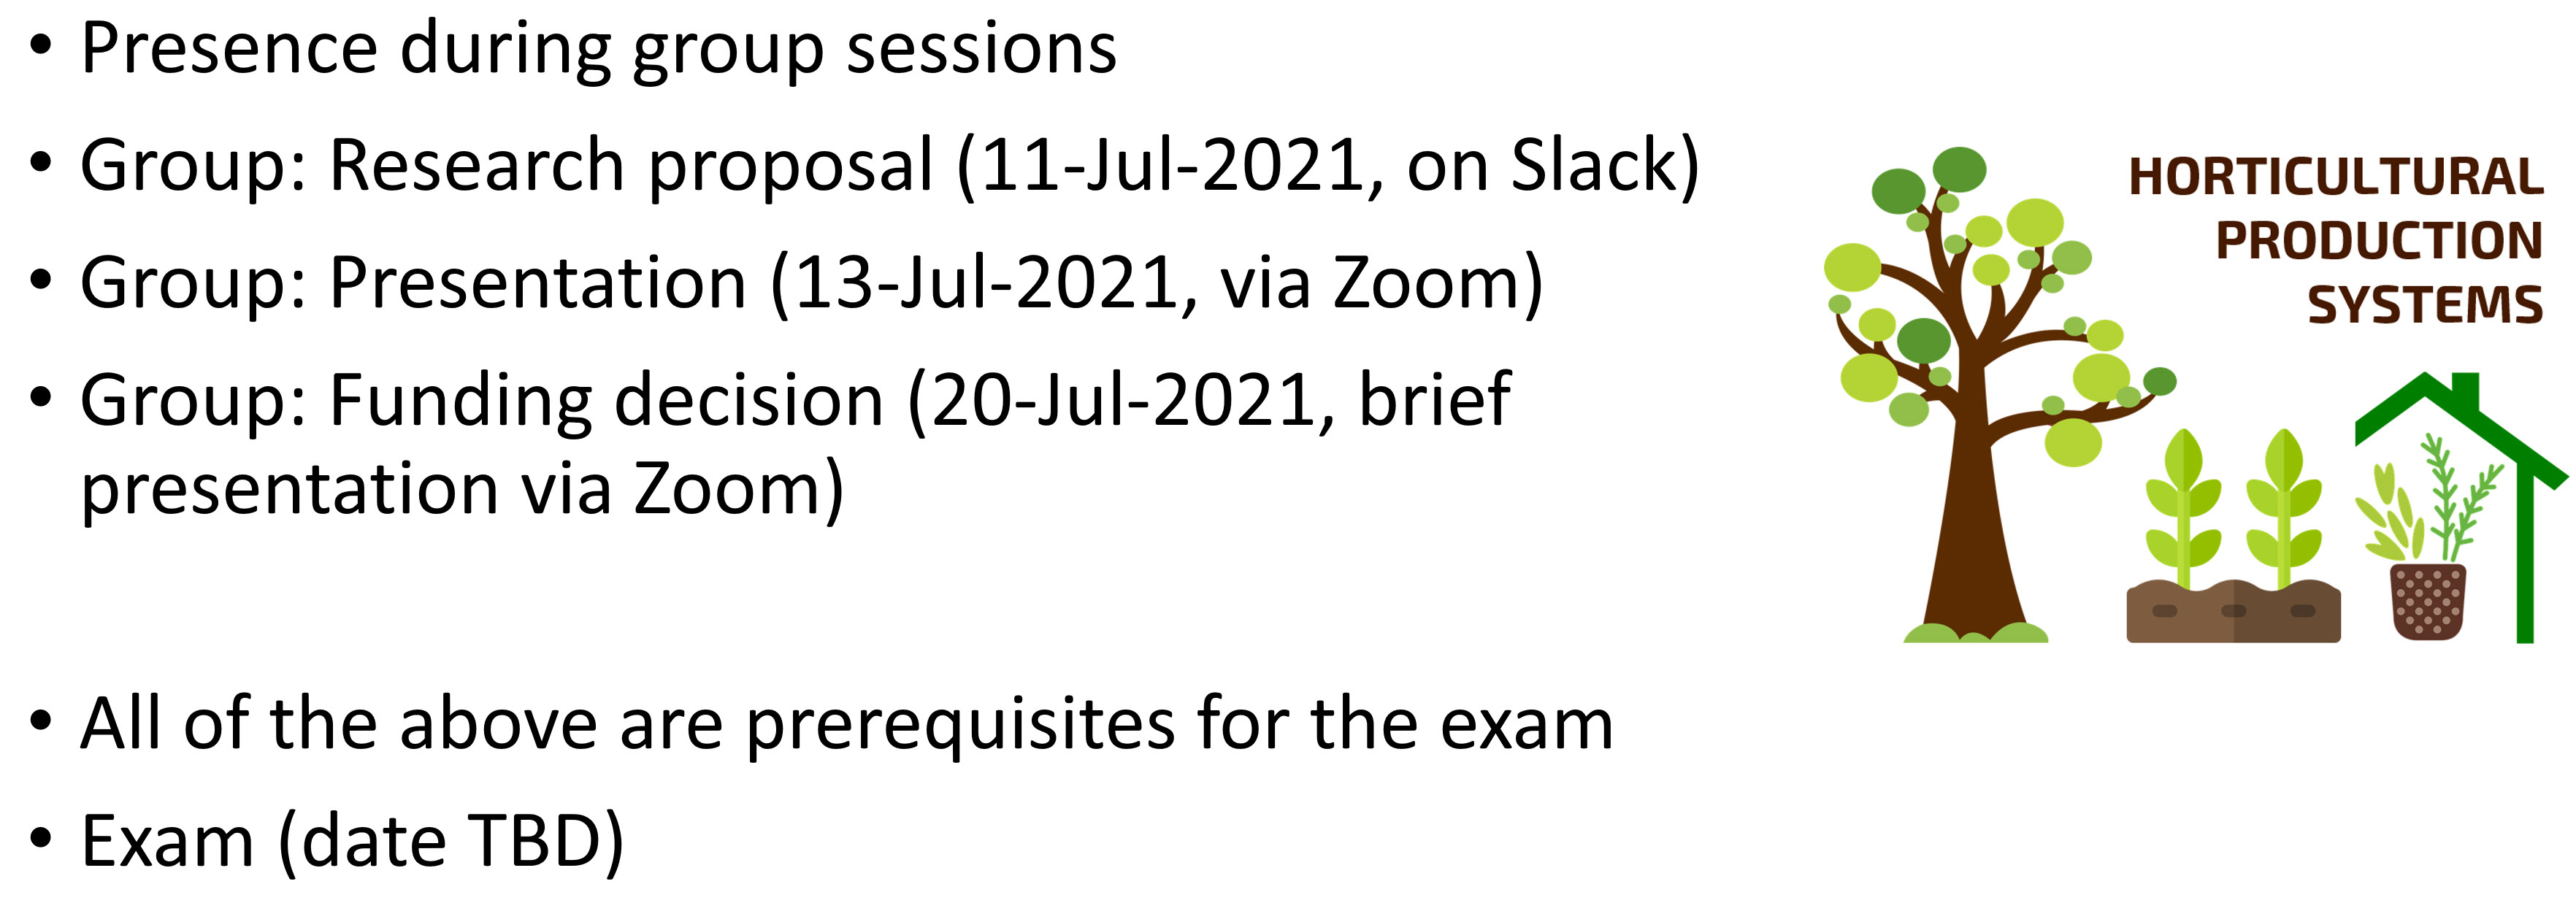 • Presence during group sessions
• Group: Research proposal (11-Jul-2021, on Slack)
• Group: Presentation (13-Jul-2021, via Zoom)
• Group: Funding decision (20-Jul-2021, brief
presentation via Zoom)
• All of the above are prerequisites for the exam
• Exam (date TBD)
HORTICULTURAL
PRODUCTION
SYSTEMS